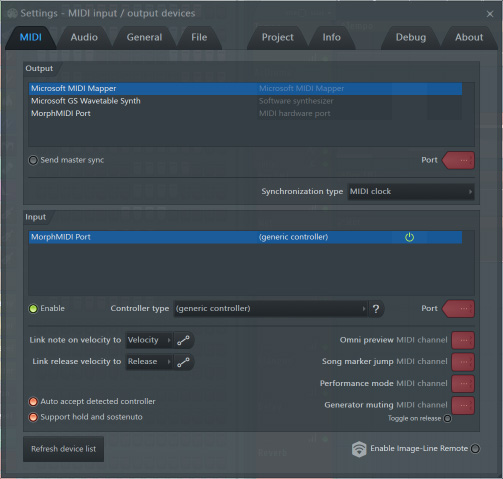 Settings - MIDI input / output devices
MIDI Audio General File Project Info Debug About
Output
Microsoft MIDI Mapper Microsoft MIDI Mapper
Microsoft GS Wavetable Synth Software synthesizer
MorphMIDI Port MIDI hardware port
Send master sync Port ---
Synchronization type MIDI clock
Input
MorphMIDI Port (generic controller)
Enable Controller type (generic controller) ? Port ----
Link note on velocity to Velocity Omni preview MIDI channel ---
Link release velocity to Release Song marker jump MIDI channel ---
Performance mode MIDI channel ---
Auto accept detected controller Generator muting MIDI channel ---
Support hold and sostenuto Toggle on release
Refresh device list Enable Image-Line Remote